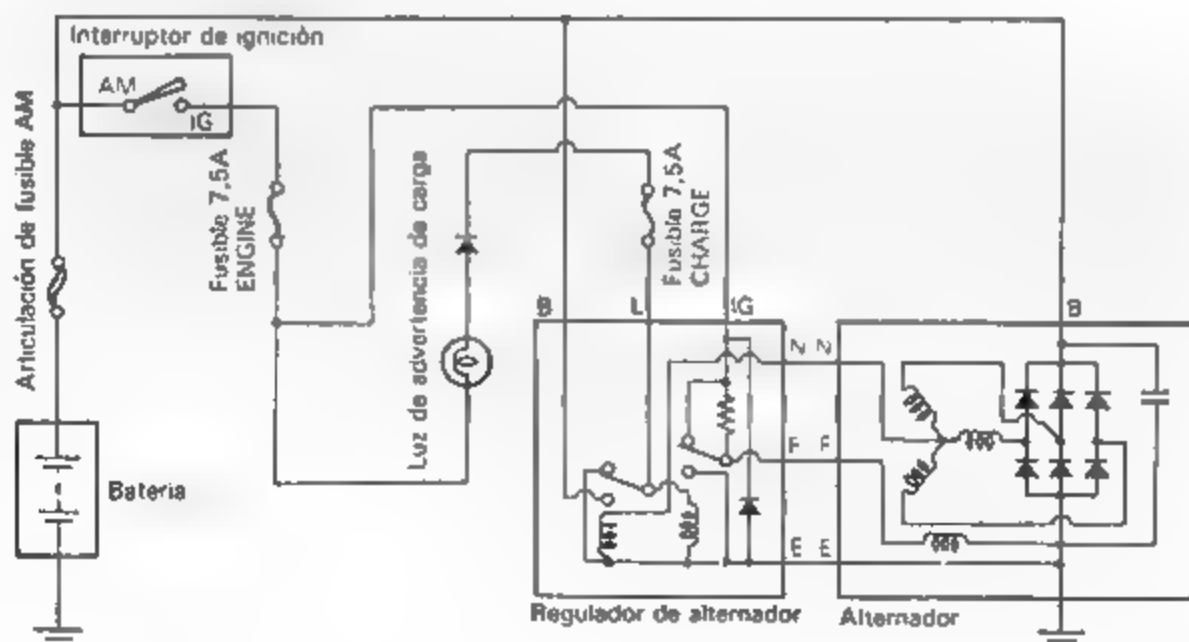 Interruptor de ignición
AM
IG
Articulación de fusible AM
Fusible 7,5A
ENGINE
Luz de advertencia de carga
Fusible 7,5A
CHARGE
B
L
IG
B
N
N
F
F
E
E
Bateria
Regulador de alternador
Alternador